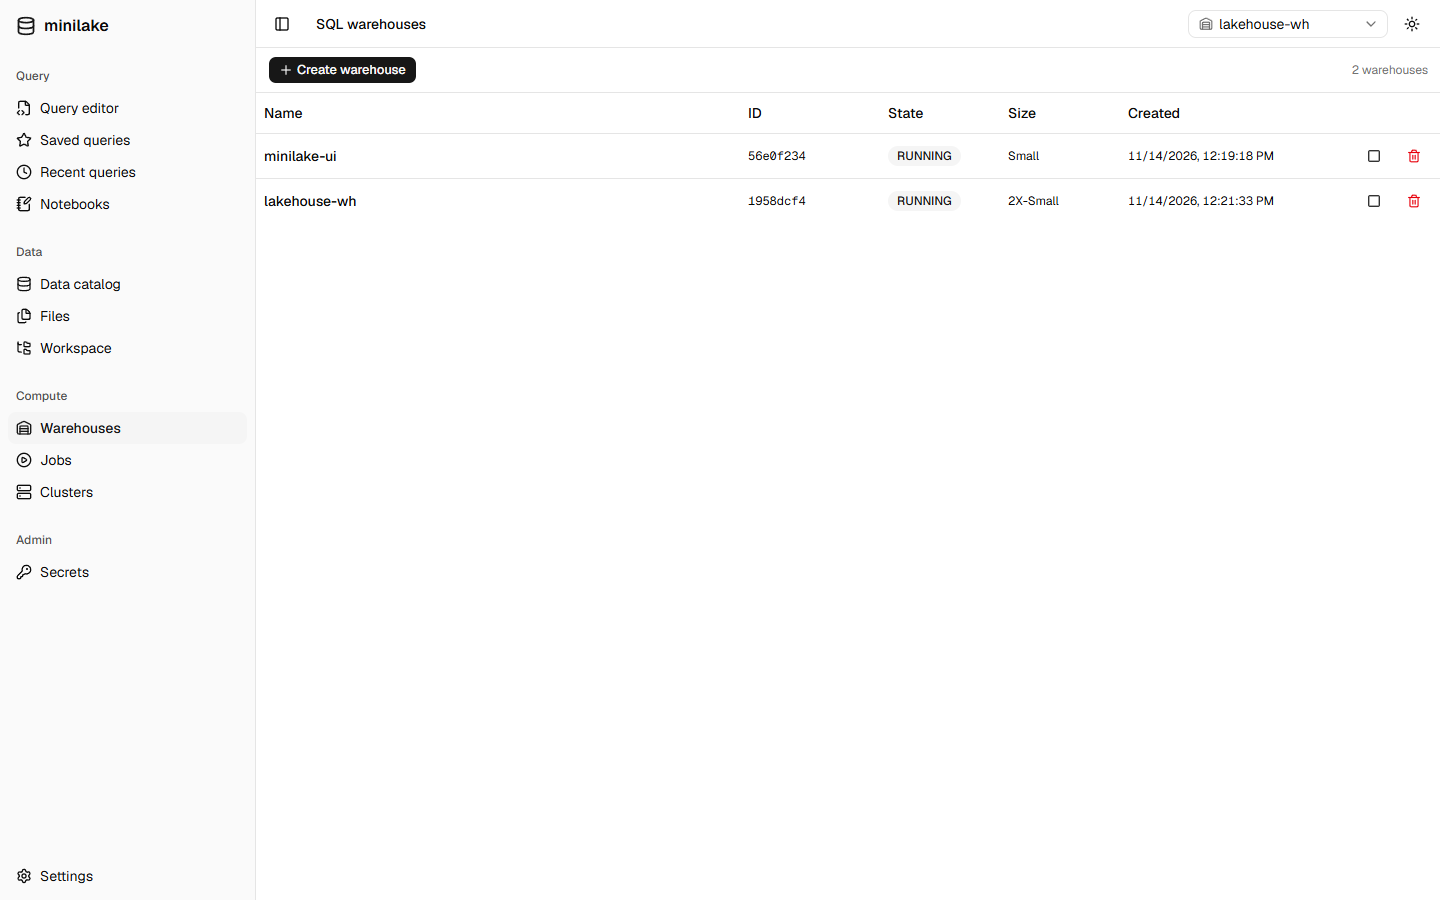 minilake
Query
Query editor
Saved queries
Recent queries
Notebooks
Data
Data catalog
Files
Workspace
Compute
Warehouses
Jobs
Clusters
Admin
Secrets
Settings
SQL warehouses
lakehouse-wh
Create warehouse
2 warehouses
Name ID State Size Created
minilake-ui 56e0f234 RUNNING Small 11/14/2026, 12:19:18 PM
lakehouse-wh 1958dcf4 RUNNING 2X-Small 11/14/2026, 12:21:33 PM